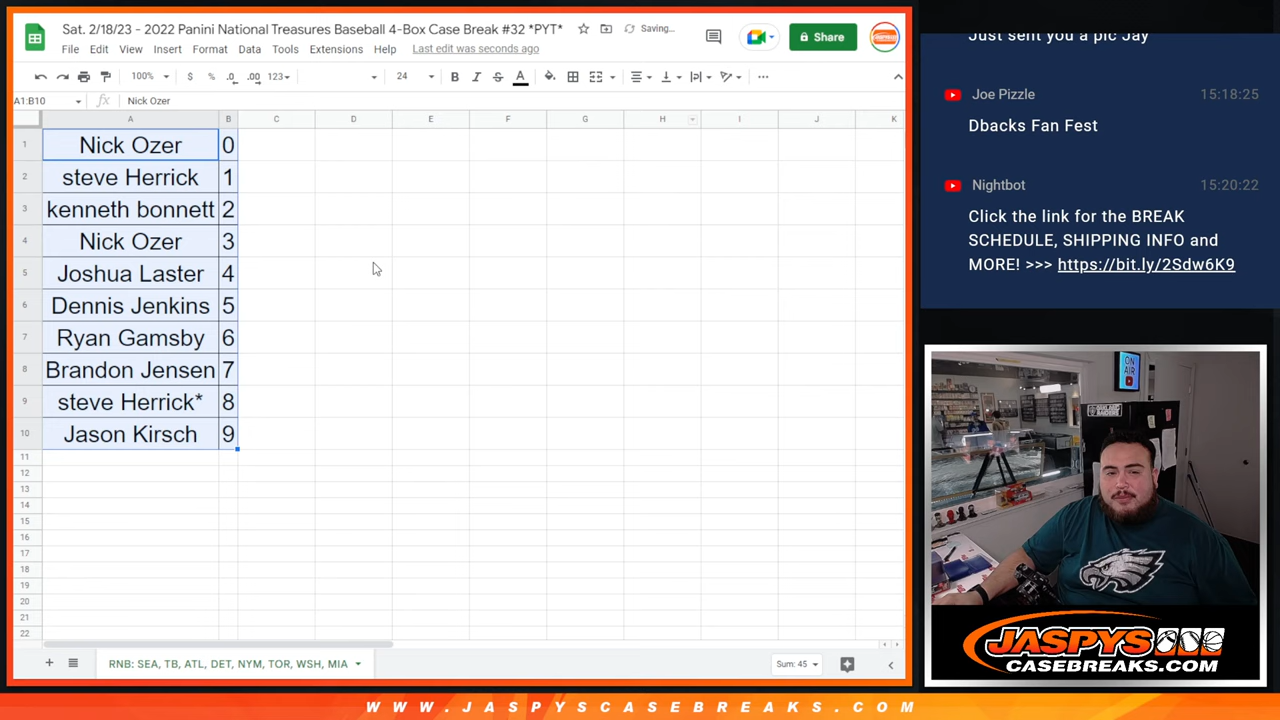 Sat. 2/18/23 - 2022 Panini National Treasures Baseball 4-Box Case Break #32 *PYT*
Saving...
File Edit View Insert Format Data Tools Extensions Help Last edit was seconds ago
Share
100% $ % .0 .00 123 24 B I S A
A1:B10 fx Nick Ozer
A B C D E F G H I J K
1 Nick Ozer 0
2 steve Herrick 1
3 kenneth bonnett 2
4 Nick Ozer 3
5 Joshua Laster 4
6 Dennis Jenkins 5
7 Ryan Gamsby 6
8 Brandon Jensen 7
9 steve Herrick* 8
10 Jason Kirsch 9
11
12
13
14
15
16
17
18
19
20
21
22
RNB: SEA, TB, ATL, DET, NYM, TOR, WSH, MIA
Sum: 45
Just sent you a pic Jay
Joe Pizzle 15:18:25
Dbacks Fan Fest
Nightbot 15:20:22
Click the link for the BREAK
SCHEDULE, SHIPPING INFO and
MORE! >>> https://bit.ly/2Sdw6K9
ON
AIR
JASPYS
CASEBREAKS.COM
WWW.JASPYSCASEBREAKS.COM